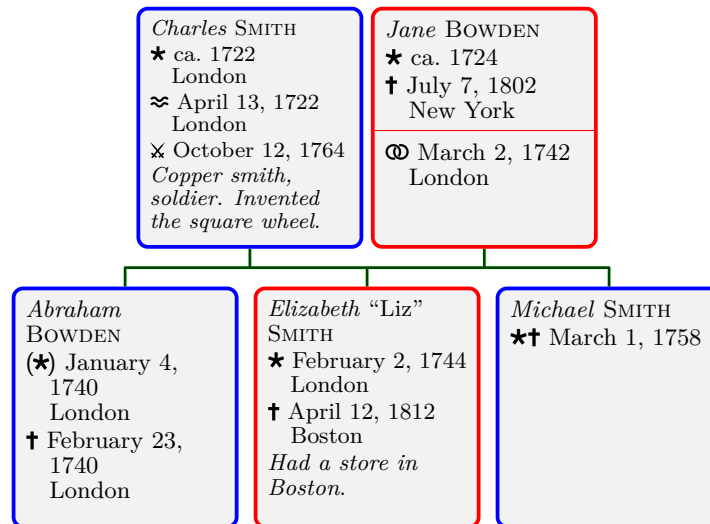 Charles SMITH
* ca. 1722
London
≈ April 13, 1722
London
⚔ October 12, 1764
Copper smith,
soldier. Invented
the square wheel.
Jane BOWDEN
* ca. 1724
† July 7, 1802
New York
⚭ March 2, 1742
London
Abraham
BOWDEN
(*) January 4,
1740
London
† February 23,
1740
London
Elizabeth “Liz”
SMITH
* February 2, 1744
London
† April 12, 1812
Boston
Had a store in
Boston.
Michael SMITH
*† March 1, 1758